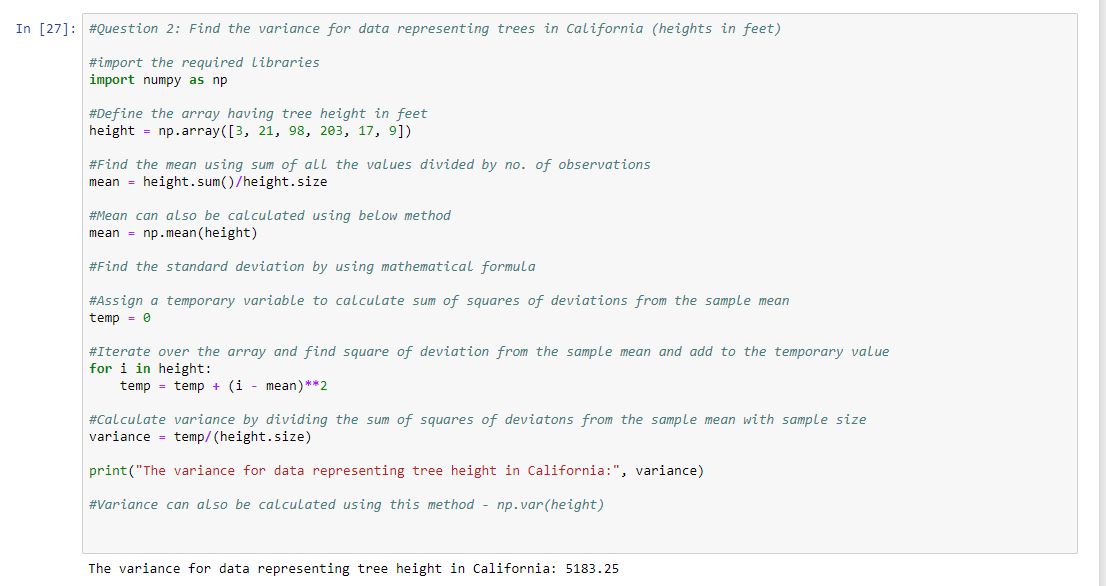 In [27]: #Question 2: Find the variance for data representing trees in California (heights in feet)
#import the required libraries
import numpy as np
#Define the array having tree height in feet
height = np.array([3, 21, 98, 203, 17, 9])
#Find the mean using sum of all the values divided by no. of observations
mean = height.sum()/height.size
#Mean can also be calculated using below method
mean = np.mean(height)
#Find the standard deviation by using mathematical formula
#Assign a temporary variable to calculate sum of squares of deviations from the sample mean
temp = 0
#Iterate over the array and find square of deviation from the sample mean and add to the temporary value
for i in height:
    temp = temp + (i - mean)**2
#Calculate variance by dividing the sum of squares of deviatons from the sample mean with sample size
variance = temp/(height.size)
print("The variance for data representing tree height in California:", variance)
#Variance can also be calculated using this method - np.var(height)
The variance for data representing tree height in California: 5183.25